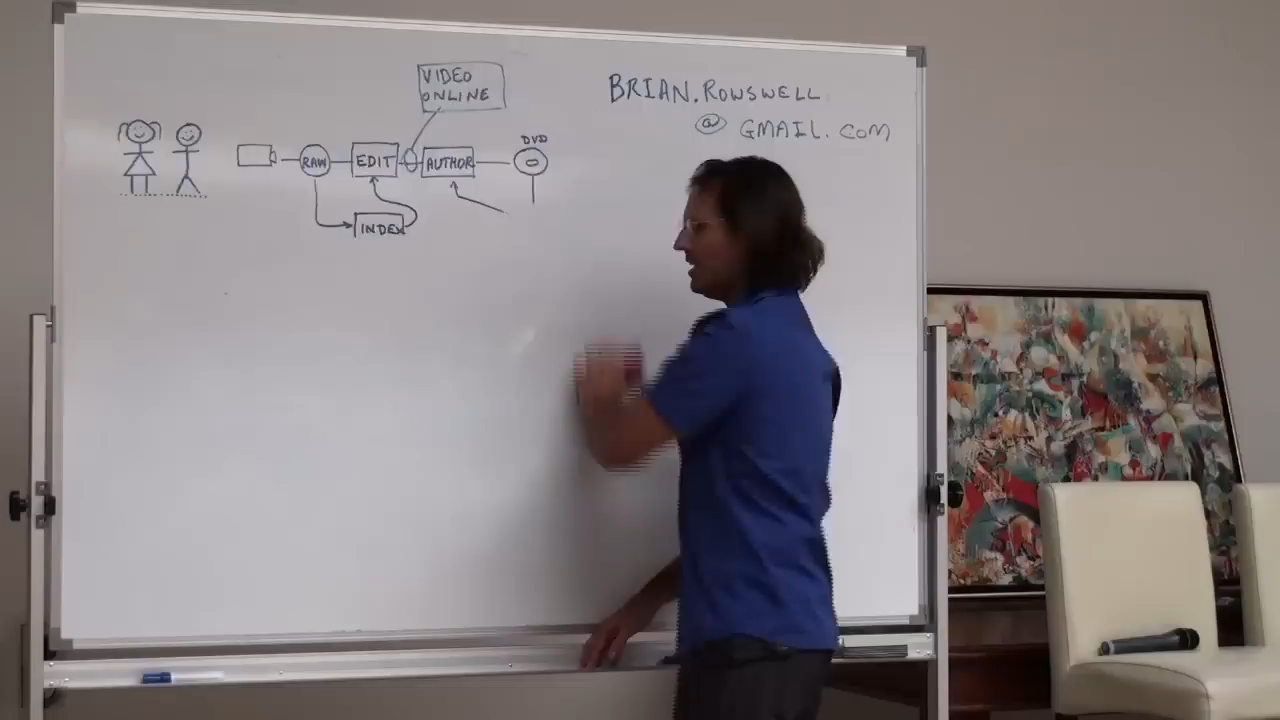 VIDEO
ONLINE
BRIAN.ROWSWELL
@ GMAIL.COM
RAW
EDIT
AUTHOR
DVD
INDEX